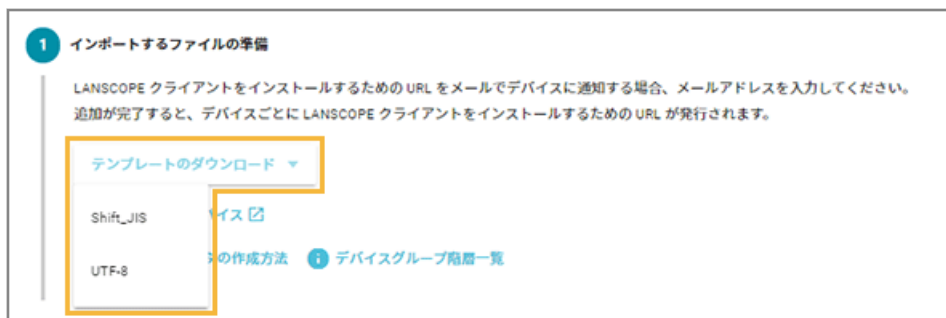 1 インポートするファイルの準備
LANSCOPE クライアントをインストールするための URL をメールでデバイスに通知する場合、メールアドレスを入力してください。
追加が完了すると、デバイスごとに LANSCOPE クライアントをインストールするための URL が発行されます。
テンプレートのダウンロード
Shift_JIS
イス
の作成方法 デバイスグループ階層一覧
UTF-8